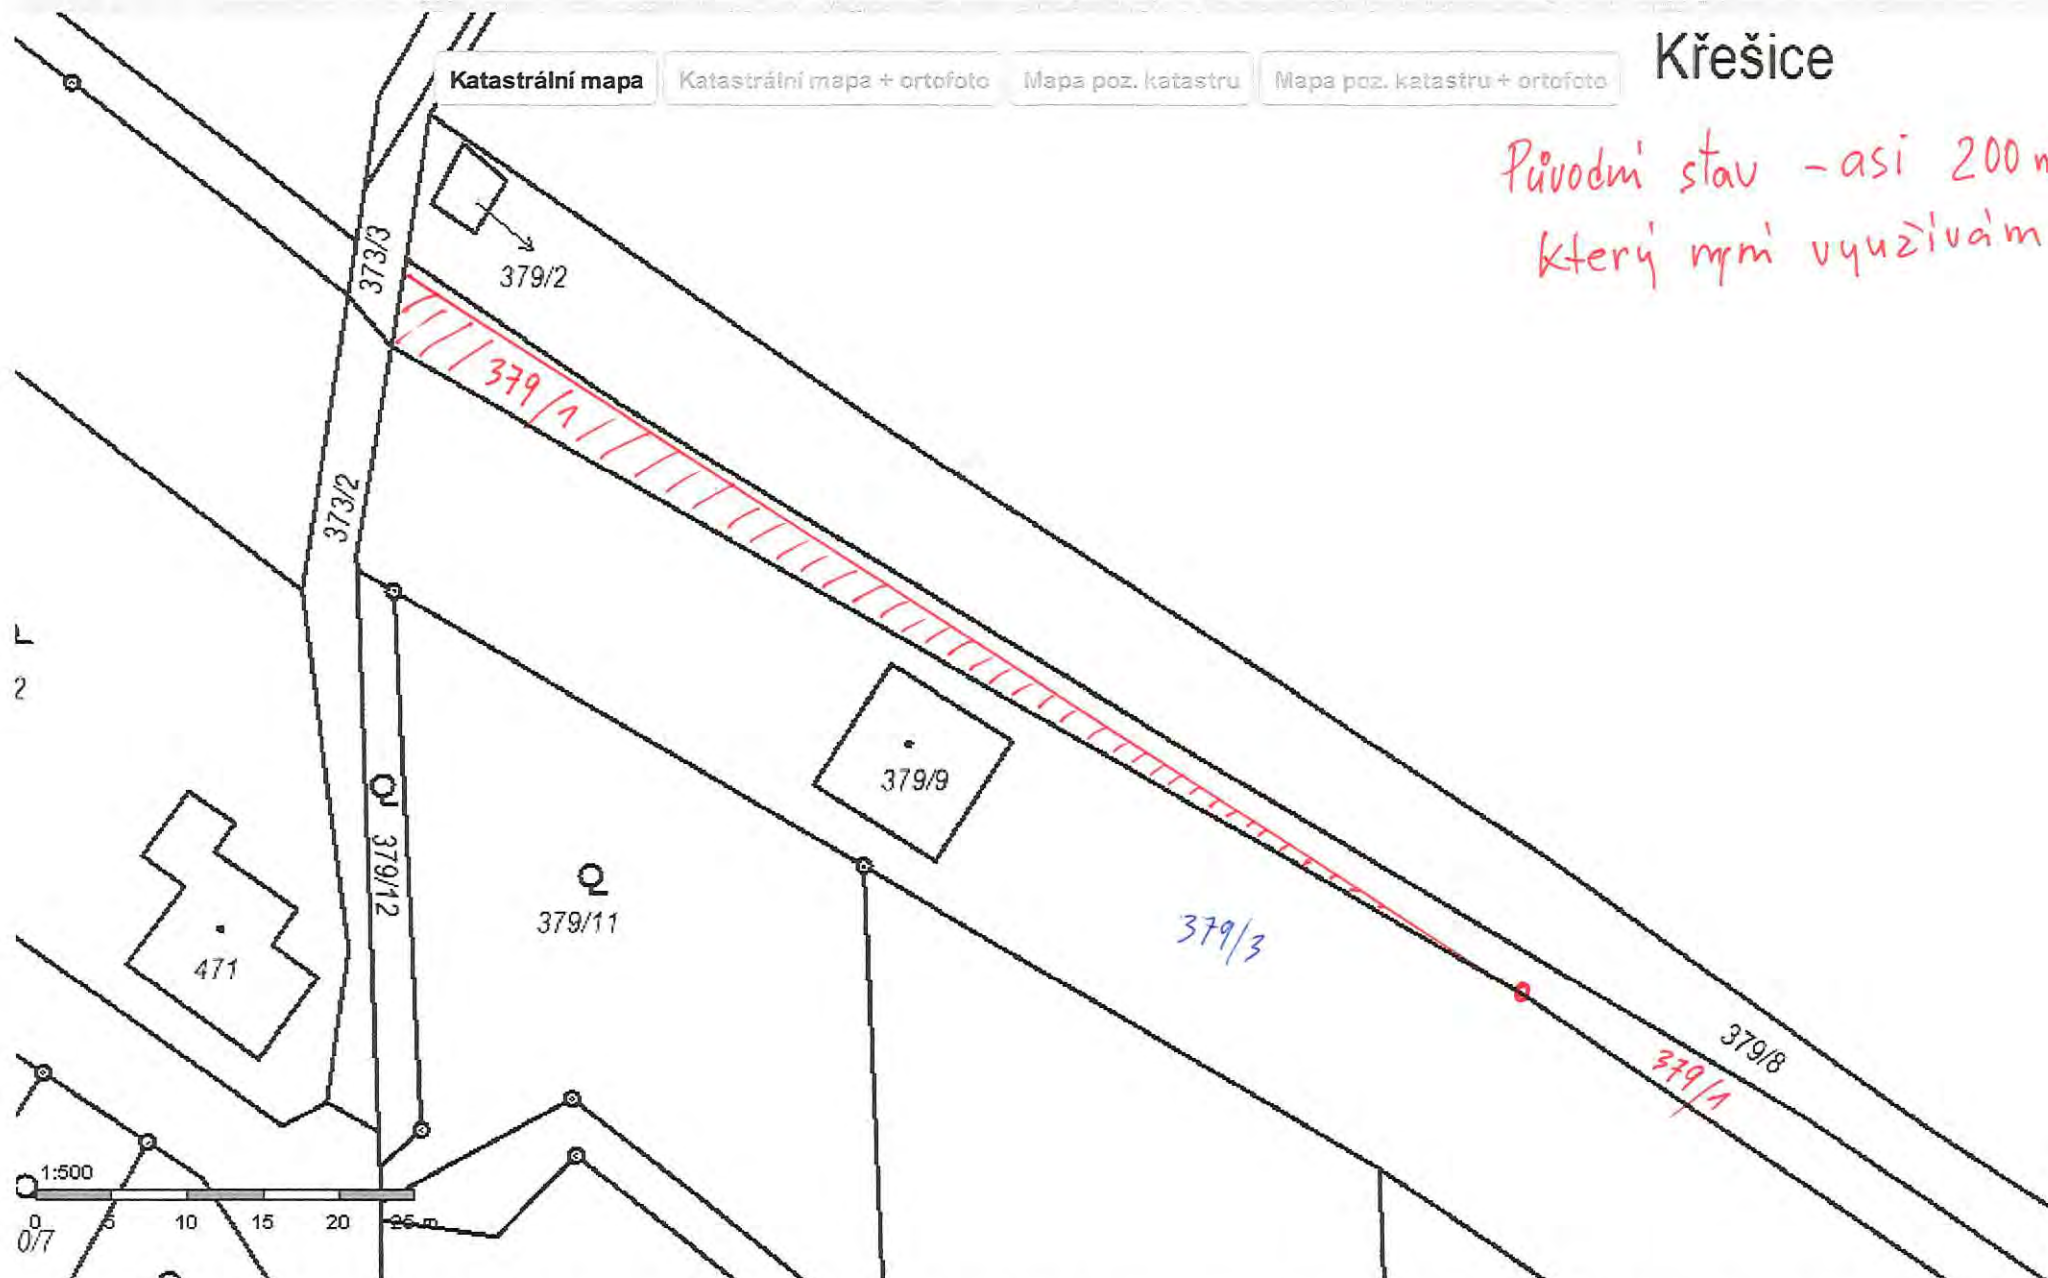 Katastrální mapa
Katastrální mapa + ortofoto
Mapa poz. katastru
Mapa poz. katastru + ortofoto
Křešice
Původní stav - asi 200 m
který nyní využívám
373/3
379/2
379/1
373/2
2
379/9
379/12
379/11
379/3
471
379/8
379/1
1:500
0 5 10 15 20 25 m
0/7